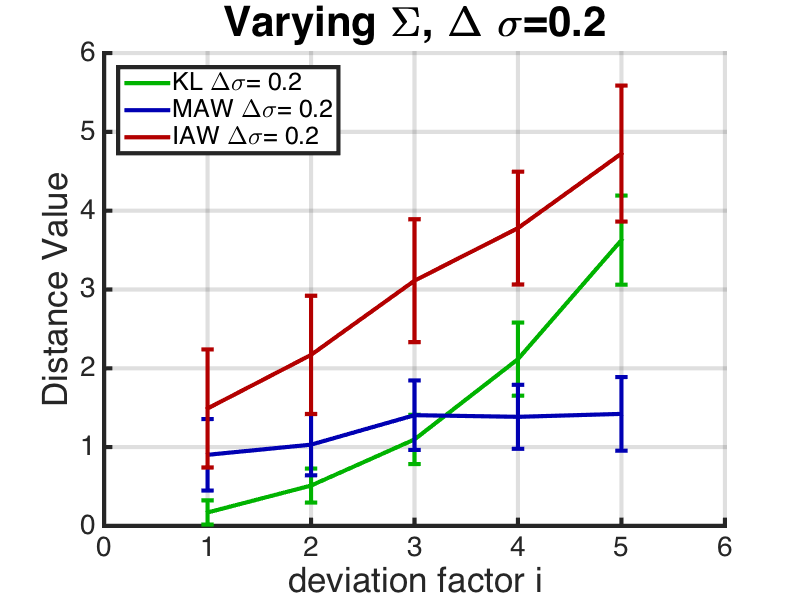 Varying Σ, Δ σ=0.2
KL Δσ= 0.2
MAW Δσ= 0.2
IAW Δσ= 0.2
Distance Value
6
5
4
3
2
1
0
0 1 2 3 4 5 6
deviation factor i